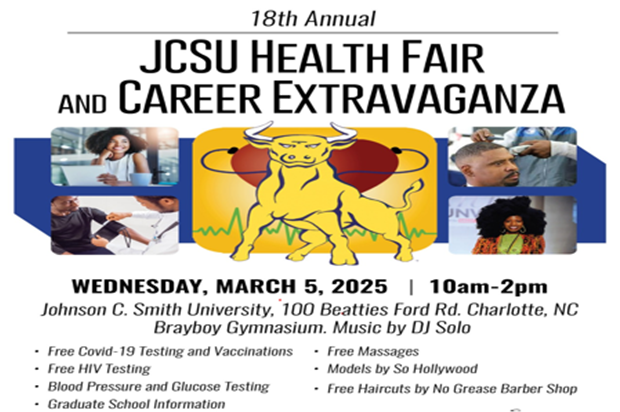 18th Annual
JCSU HEALTH FAIR
AND CAREER EXTRAVAGANZA
WEDNESDAY, MARCH 5, 2025 | 10am-2pm
Johnson C. Smith University, 100 Beatties Ford Rd. Charlotte, NC
Brayboy Gymnasium. Music by DJ Solo
• Free Covid-19 Testing and Vaccinations
• Free HIV Testing
• Blood Pressure and Glucose Testing
• Graduate School Information
• Free Massages
• Models by So Hollywood
• Free Haircuts by No Grease Barber Shop